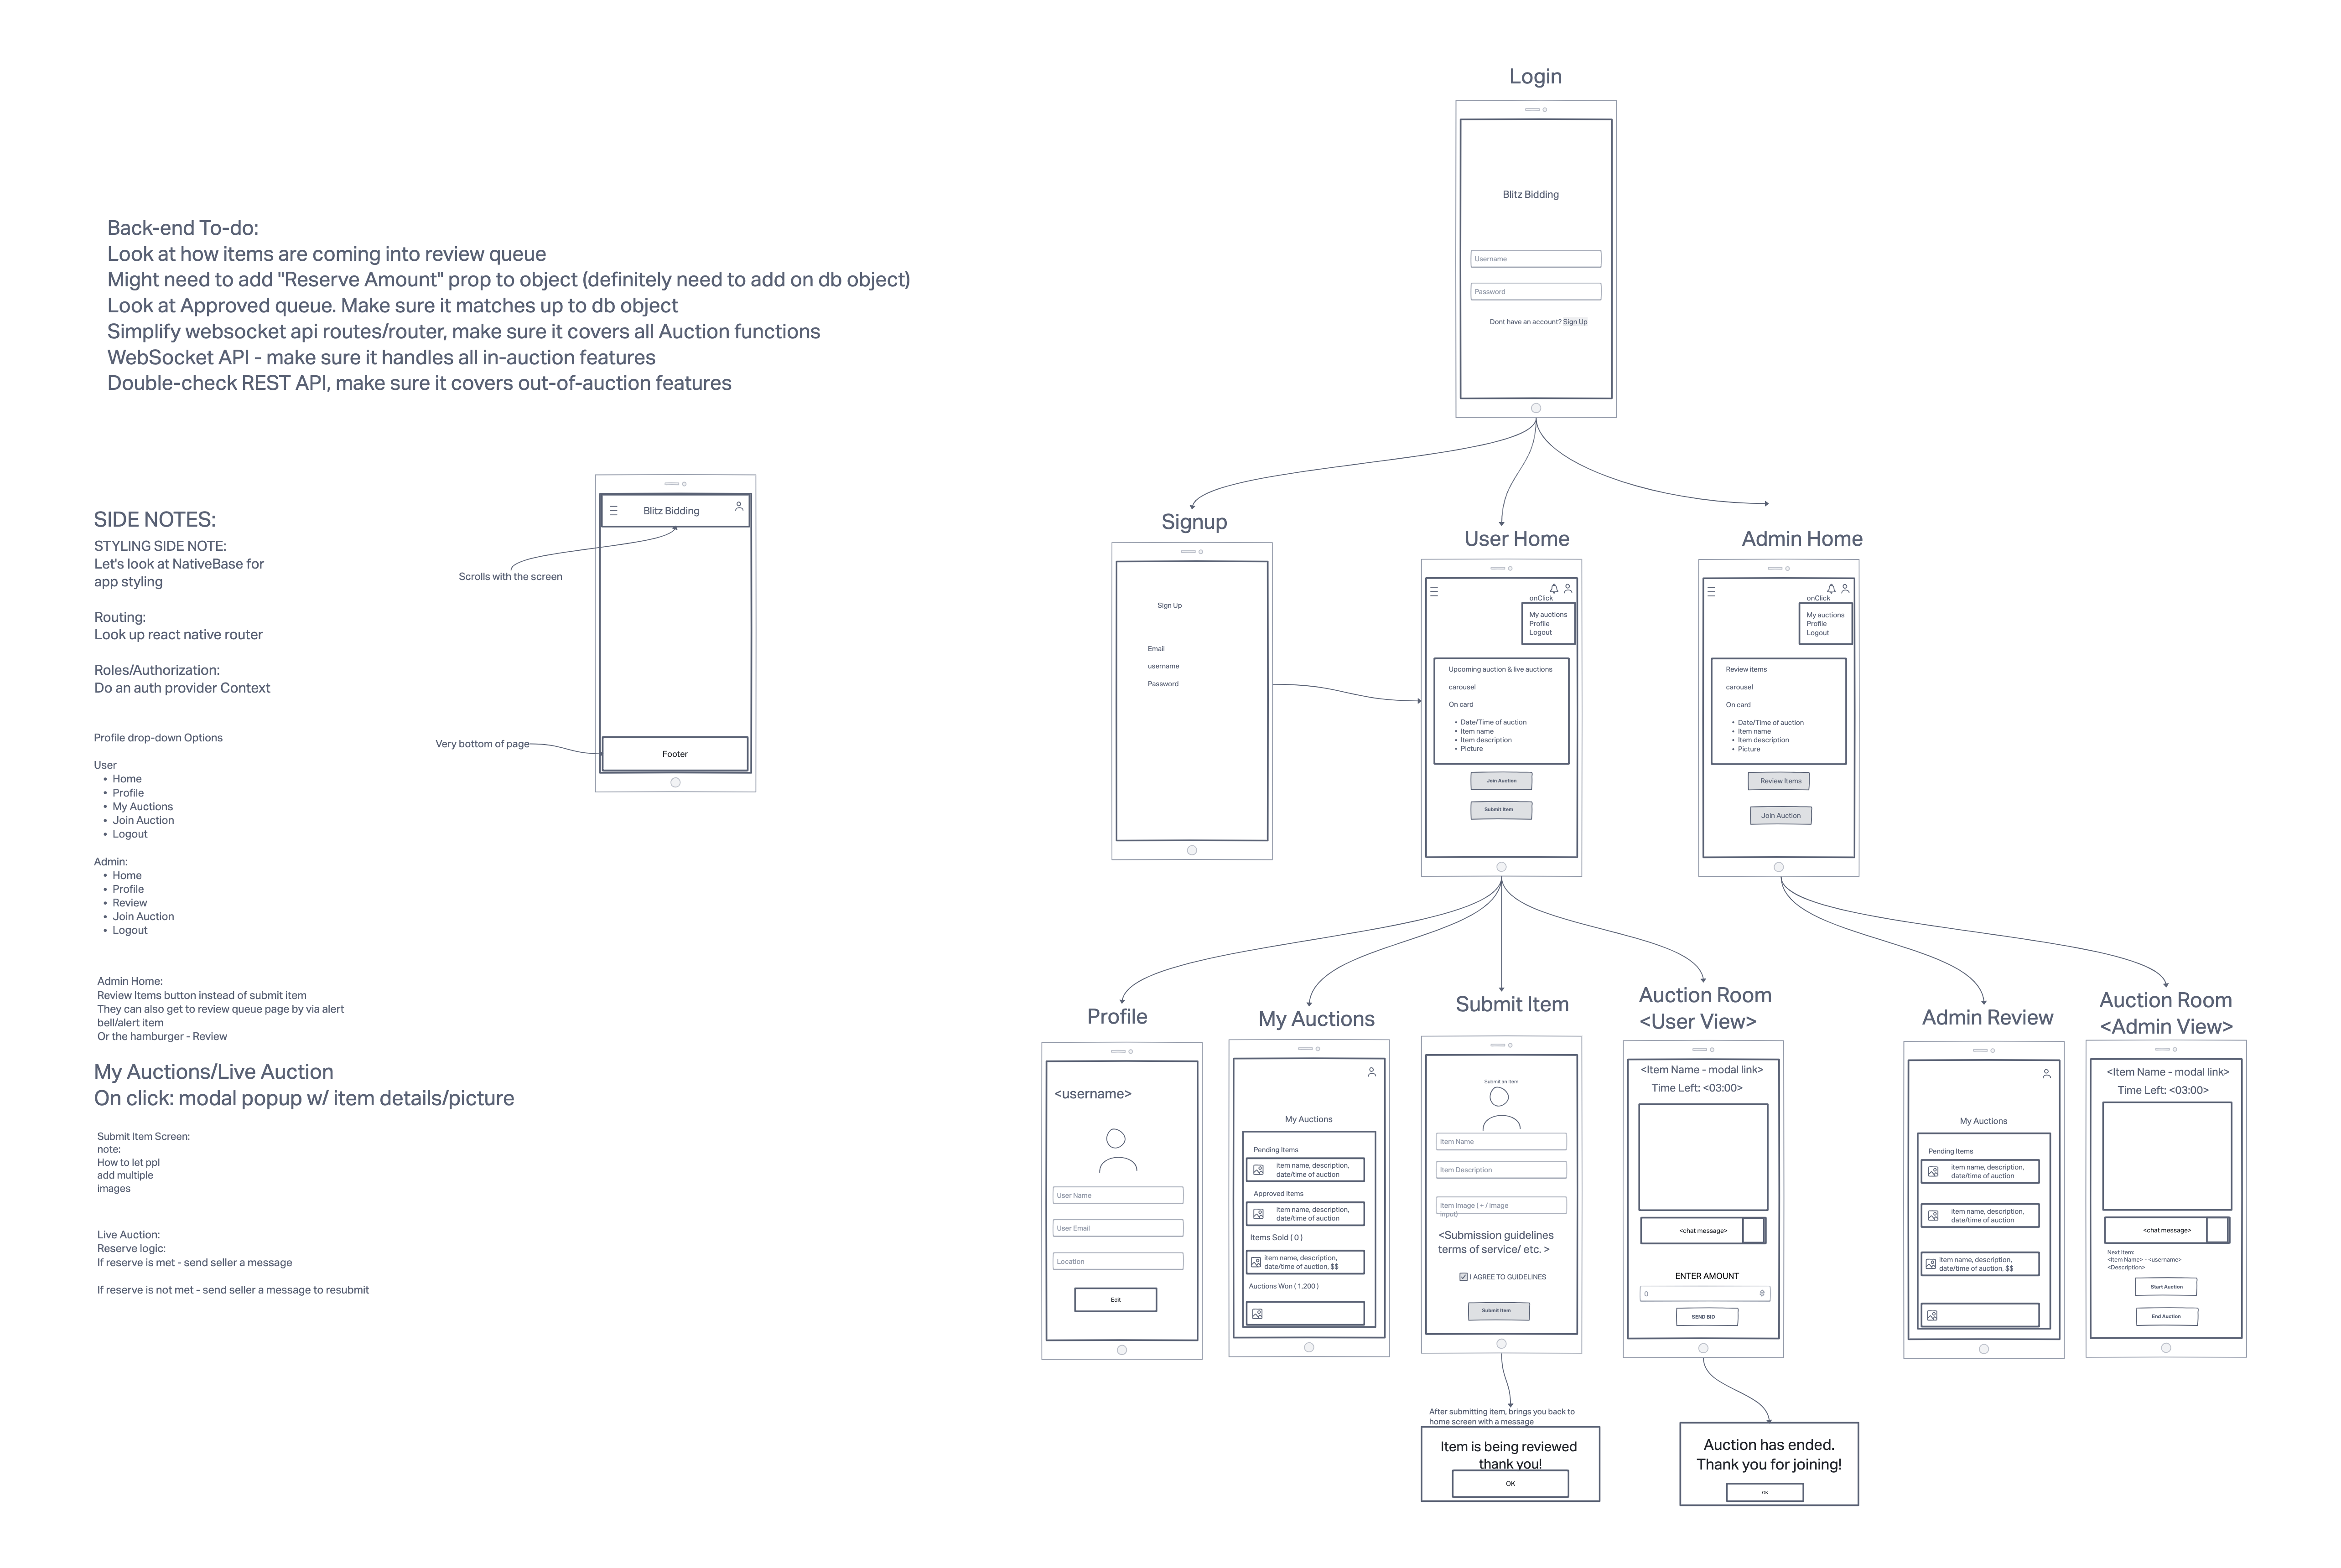 Back-end To-do:
Look at how items are coming into review queue
Might need to add "Reserve Amount" prop to object (definitely need to add on db object)
Look at Approved queue. Make sure it matches up to db object
Simplify websocket api routes/router, make sure it covers all Auction functions
WebSocket API - make sure it handles all in-auction features
Double-check REST API, make sure it covers out-of-auction features
SIDE NOTES:
STYLING SIDE NOTE:
Let's look at NativeBase for
app styling
Routing:
Look up react native router
Roles/Authorization:
Do an auth provider Context
Profile drop-down Options
User
• Home
• Profile
• My Auctions
• Join Auction
• Logout
Admin:
• Home
• Profile
• Review
• Join Auction
• Logout
Admin Home:
Review Items button instead of submit item
They can also get to review queue page by via alert
bell/alert item
Or the hamburger - Review
My Auctions/Live Auction
On click: modal popup w/ item details/picture
Submit Item Screen:
note:
How to let ppl
add multiple
images
Live Auction:
Reserve logic:
If reserve is met - send seller a message
If reserve is not met - send seller a message to resubmit
Blitz Bidding
Scrolls with the screen
Very bottom of page
Footer
Login
Blitz Bidding
Username
Password
Dont have an account? Sign Up
Signup
Sign Up
Email
username
Password
User Home
onClick
My auctions
Profile
Logout
Upcoming auction & live auctions
carousel
On card
• Date/Time of auction
• Item name
• Item description
• Picture
Join Auction
Submit Item
Admin Home
onClick
My auctions
Profile
Logout
Review items
carousel
On card
• Date/Time of auction
• Item name
• Item description
• Picture
Review Items
Join Auction
Profile
<username>
User Name
User Email
Location
Edit
My Auctions
My Auctions
Pending Items
item name, description,
date/time of auction
Approved Items
item name, description,
date/time of auction
Items Sold ( 0 )
item name, description,
date/time of auction, $$
Auctions Won ( 1,200 )
Submit Item
Submit an Item
Item Name
Item Description
Item Image ( + / image
input)
<Submission guidelines
terms of service/ etc. >
I AGREE TO GUIDELINES
Submit Item
After submitting item, brings you back to
home screen with a message
Item is being reviewed
thank you!
OK
Auction Room
<User View>
<Item Name - modal link>
Time Left: <03:00>
<chat message>
ENTER AMOUNT
0
SEND BID
Auction has ended.
Thank you for joining!
OK
Admin Review
My Auctions
Pending Items
item name, description,
date/time of auction
item name, description,
date/time of auction
item name, description,
date/time of auction, $$
Auction Room
<Admin View>
<Item Name - modal link>
Time Left: <03:00>
<chat message>
Next Item:
<Item Name> - <username>
<Description>
Start Auction
End Auction